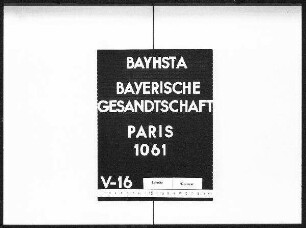 BAYHSTA
BAYERISCHE
GESANDTSCHAFT
PARIS
1061
V-16